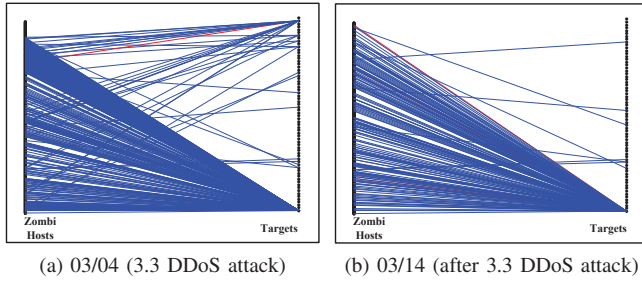 Zombi
Hosts
Targets
Zombi
Hosts
Targets
(a) 03/04 (3.3 DDoS attack)
(b) 03/14 (after 3.3 DDoS attack)